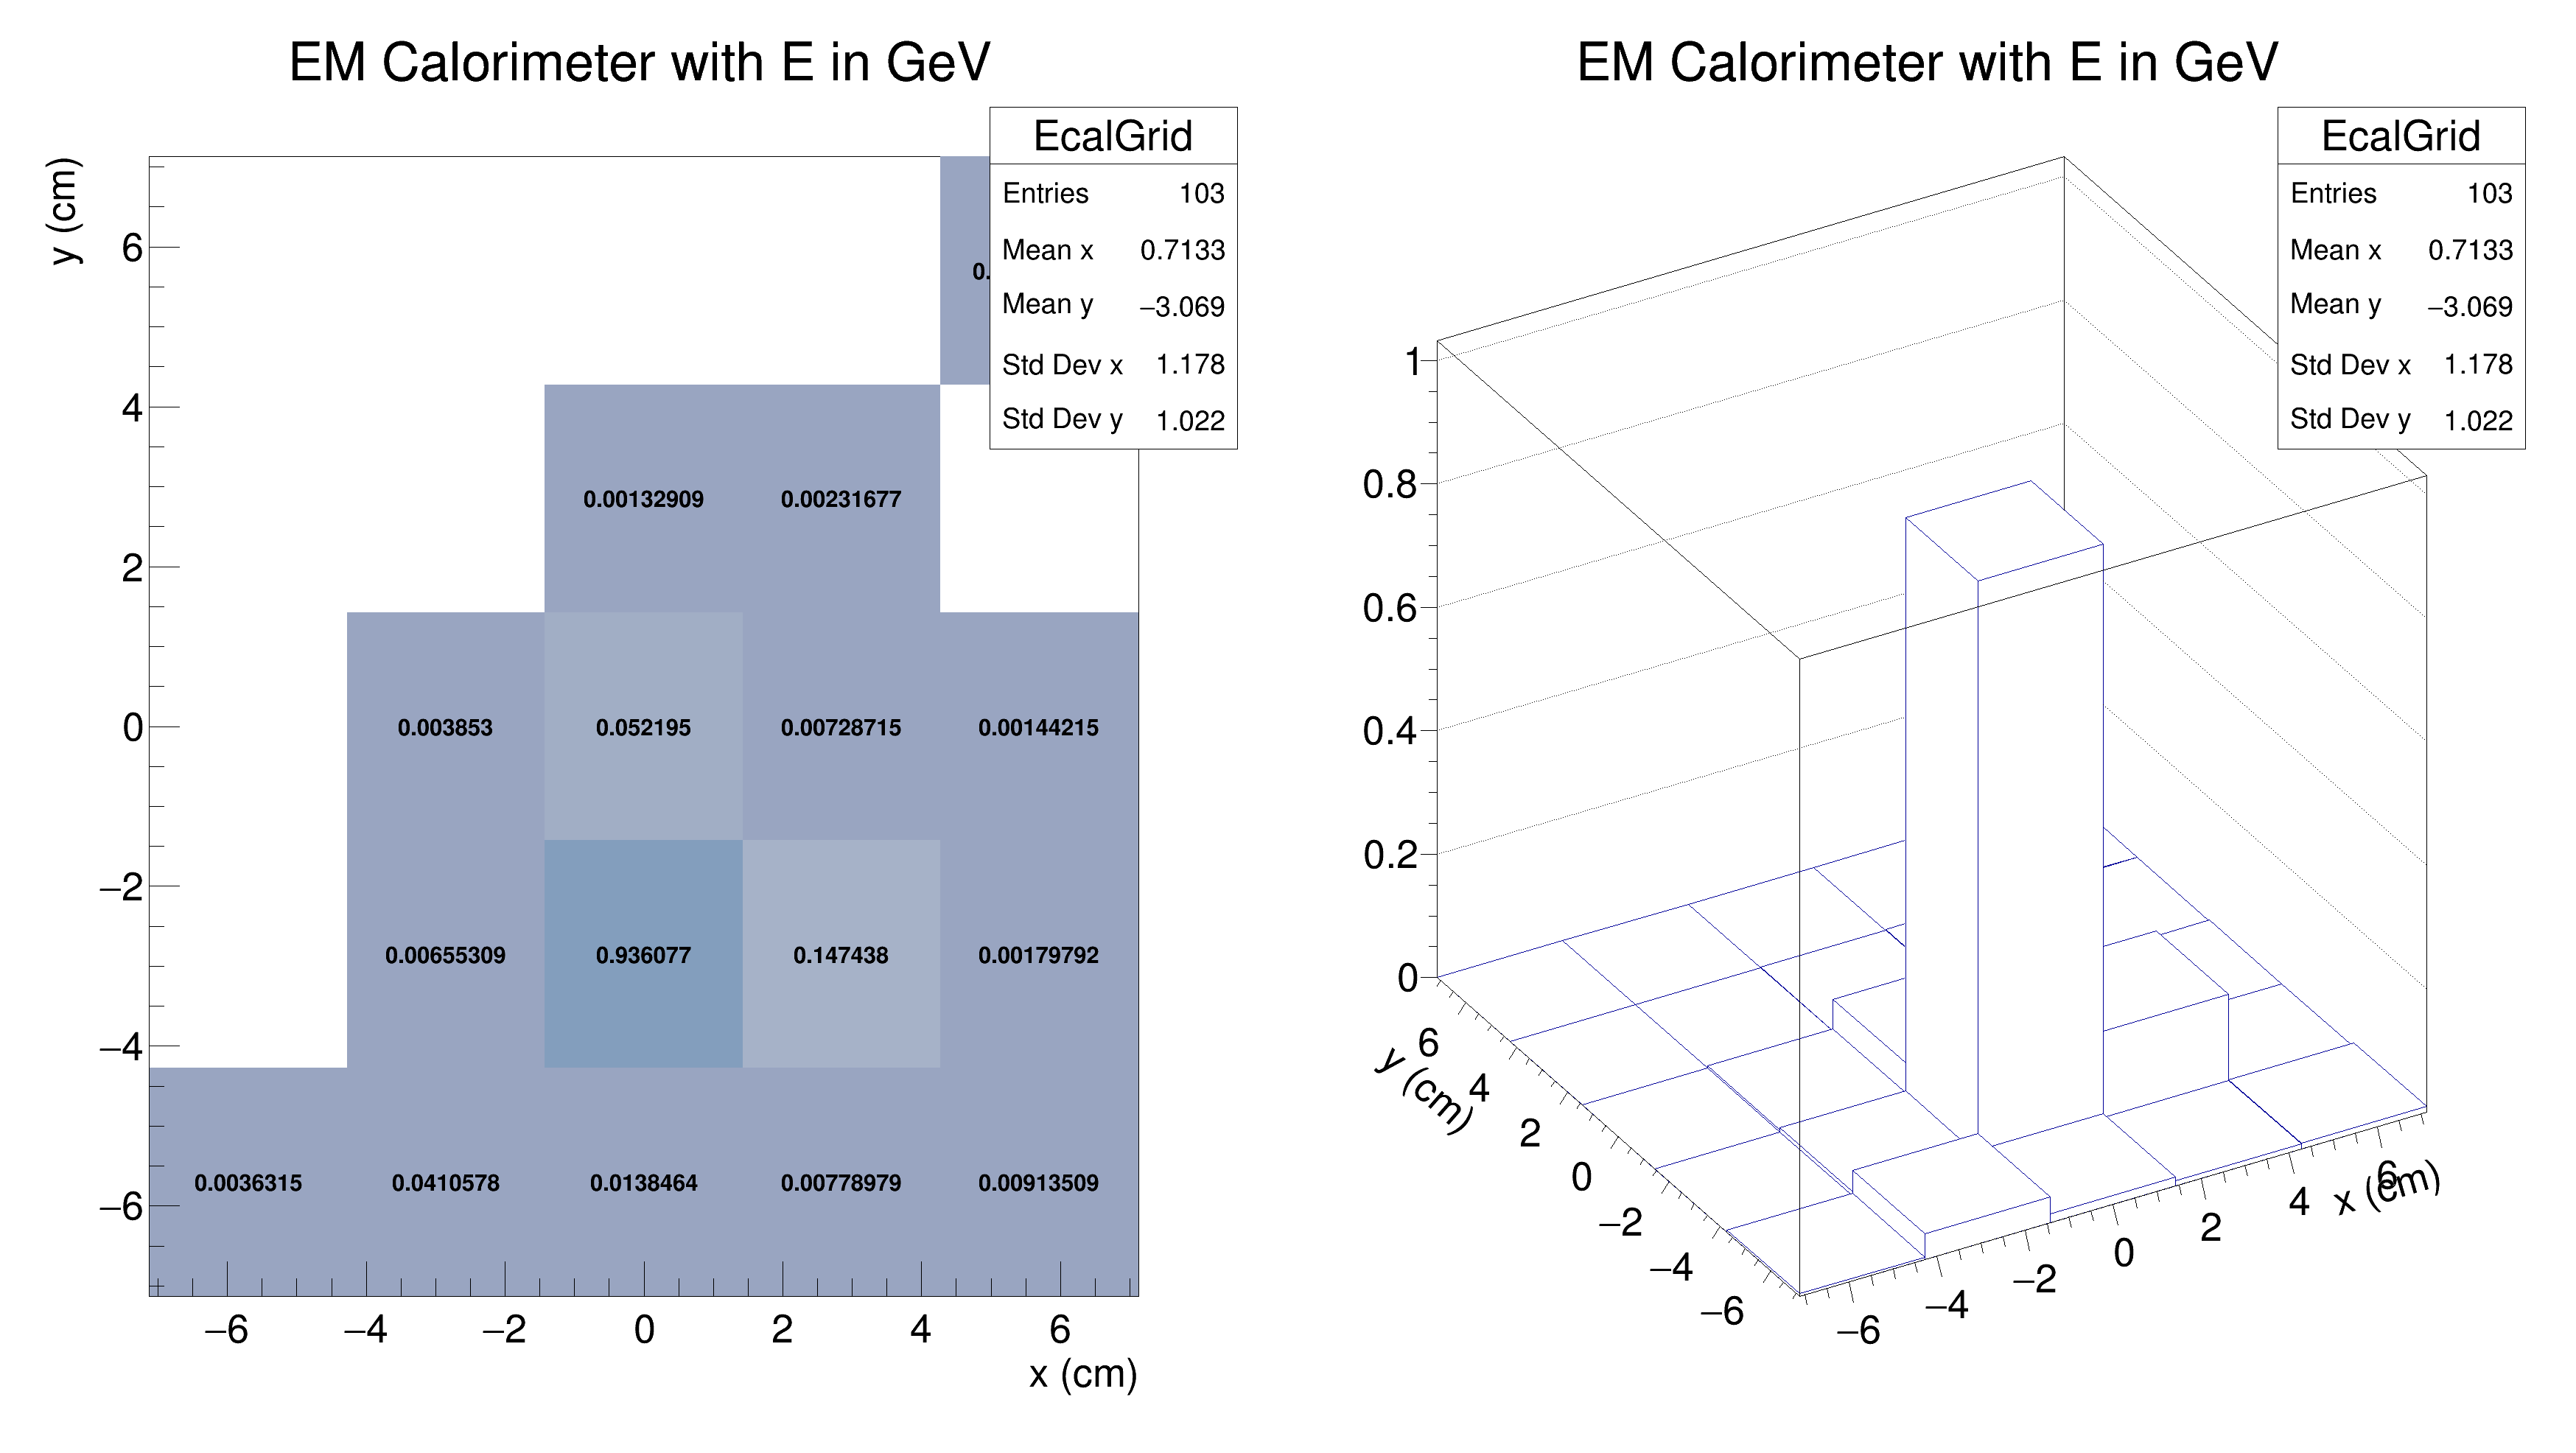 EM Calorimeter with E in GeV
EcalGrid
Entries 103
Mean x 0.7133
Mean y −3.069
Std Dev x 1.178
Std Dev y 1.022
y (cm)
6
4
2
0
−2
−4
−6
0.
0.00132909 0.00231677
0.003853 0.052195 0.00728715 0.00144215
0.00655309 0.936077 0.147438 0.00179792
0.0036315 0.0410578 0.0138464 0.00778979 0.00913509
−6 −4 −2 0 2 4 6
x (cm)
EM Calorimeter with E in GeV
EcalGrid
Entries 103
Mean x 0.7133
Mean y −3.069
Std Dev x 1.178
Std Dev y 1.022
1
0.8
0.6
0.4
0.2
0
y (cm)
6
4
2
0
−2
−4
−6
−6 −4 −2 0 2 4 6
x (cm)